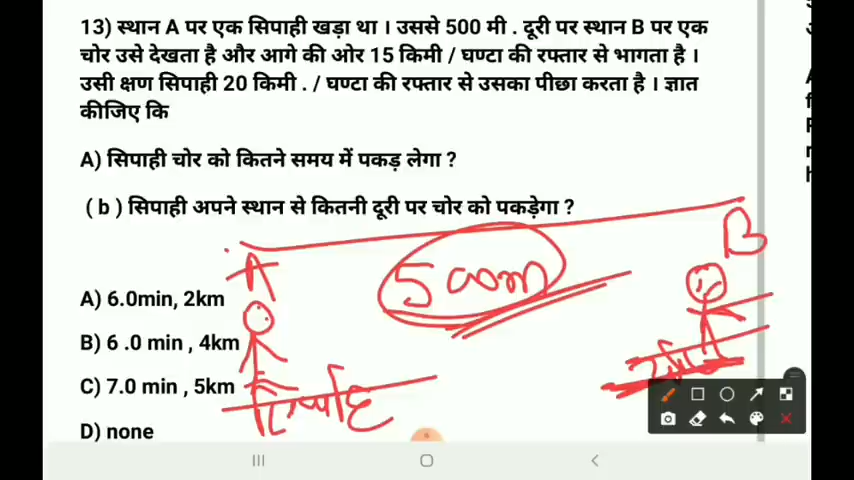 13) स्थान A पर एक सिपाही खड़ा था । उससे 500 मी . दूरी पर स्थान B पर एक
चोर उसे देखता है और आगे की ओर 15 किमी / घण्टा की रफ्तार से भागता है ।
उसी क्षण सिपाही 20 किमी . / घण्टा की रफ्तार से उसका पीछा करता है । ज्ञात
कीजिए कि
A) सिपाही चोर को कितने समय में पकड़ लेगा ?
( b ) सिपाही अपने स्थान से कितनी दूरी पर चोर को पकड़ेगा ?
A
500m
B
A) 6.0min, 2km
B) 6 .0 min , 4km
C) 7.0 min , 5km
D) none